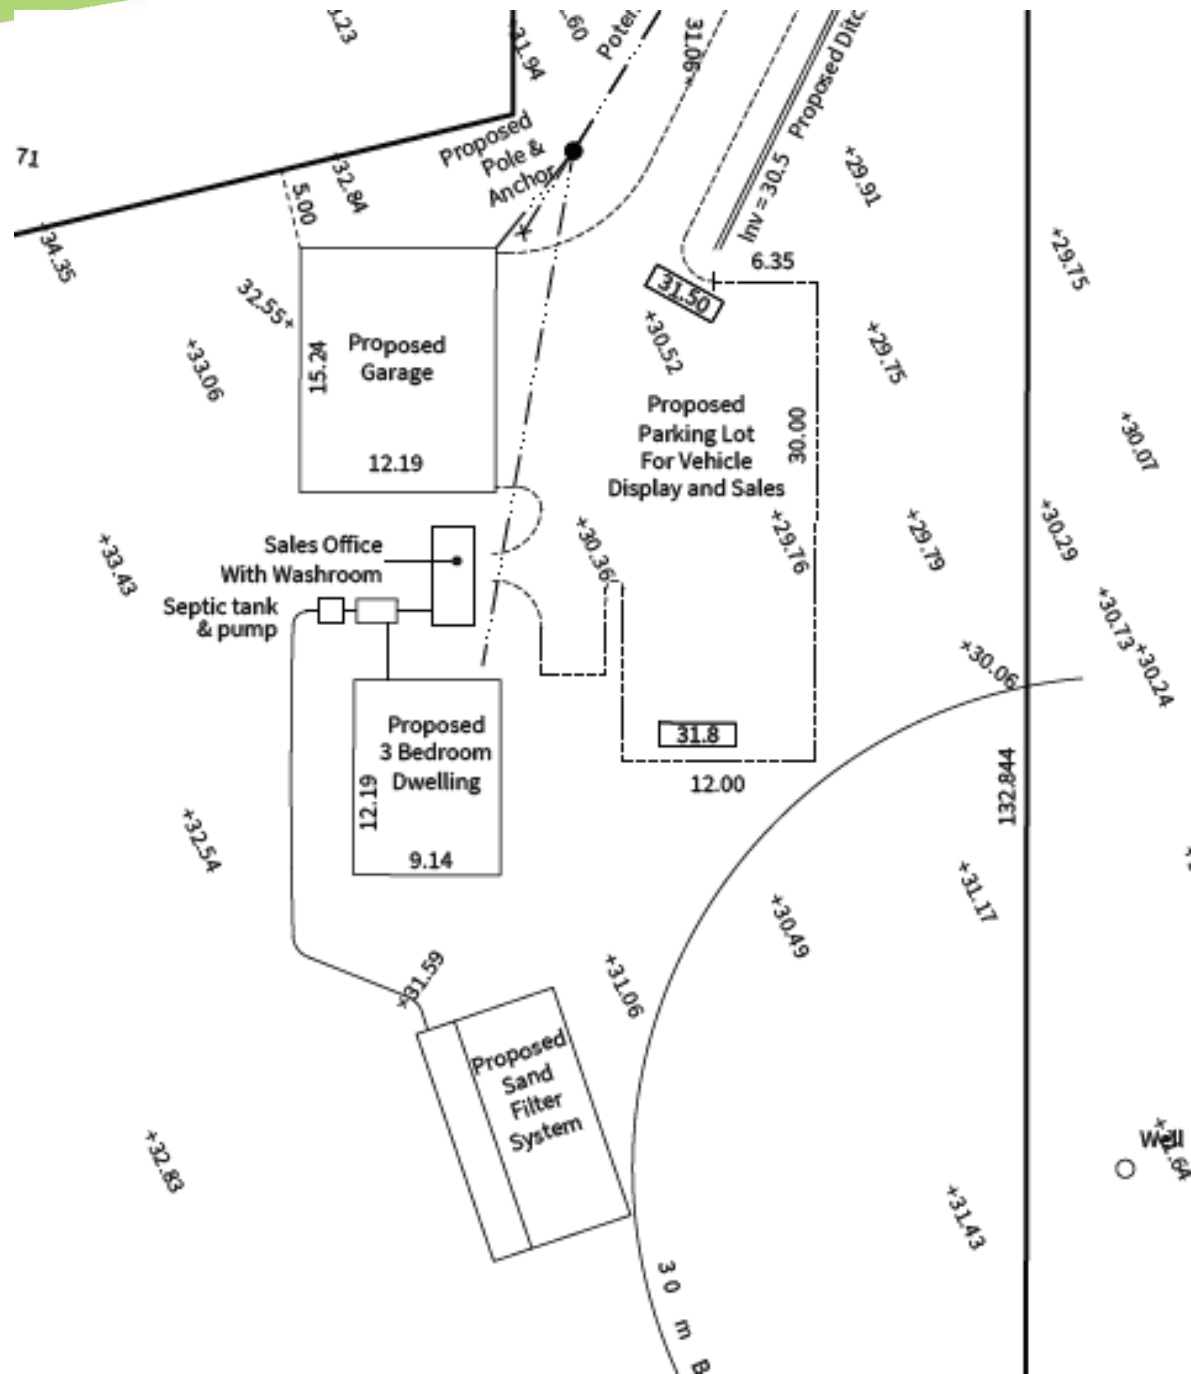 31.94
31.06+
Proposed
Pole &
Anchor
Proposed Ditc
Inv = 30.5
71
+32.84
5.00
+34.35
+29.91
+29.75
6.35
31.50
32.55+
+33.06
15.24
Proposed
Garage
12.19
+30.52
+29.75
Proposed
Parking Lot
For Vehicle
Display and Sales
30.00
+30.07
+33.43
Sales Office
With Washroom
Septic tank
& pump
+30.36
+29.76
+29.79
+30.29
+30.73
+30.24
+30.06
Proposed
3 Bedroom
Dwelling
12.19
9.14
31.8
12.00
132.844
+32.54
+31.59
+31.06
+30.49
+31.17
Proposed
Sand
Filter
System
+32.83
Well
+31.43
30 m B